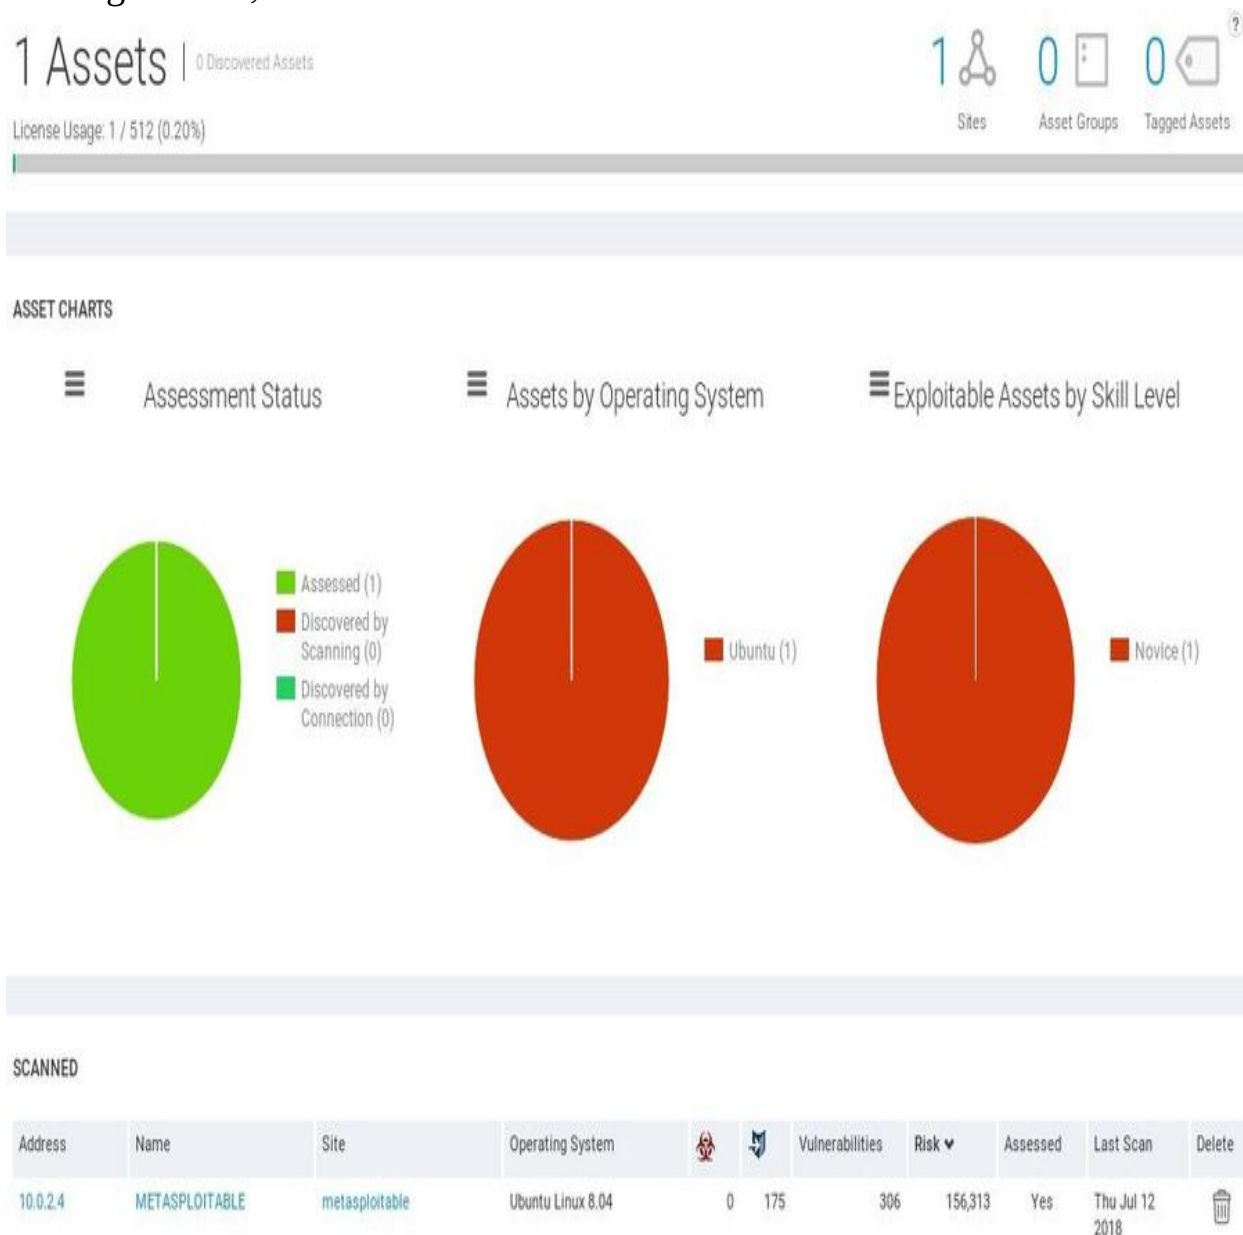 1 Assets | 0 Discovered Assets
1 0 0 ?
Sites Asset Groups Tagged Assets
License Usage: 1 / 512 (0.20%)
ASSET CHARTS
Assessment Status
Assessed (1)
Discovered by
Scanning (0)
Discovered by
Connection (0)
Assets by Operating System
Ubuntu (1)
Exploitable Assets by Skill Level
Novice (1)
SCANNED
Address Name Site Operating System Vulnerabilities Risk Assessed Last Scan Delete
10.0.2.4 METASPLOITABLE metasploitable Ubuntu Linux 8.04 0 175 306 156,313 Yes Thu Jul 12
2018